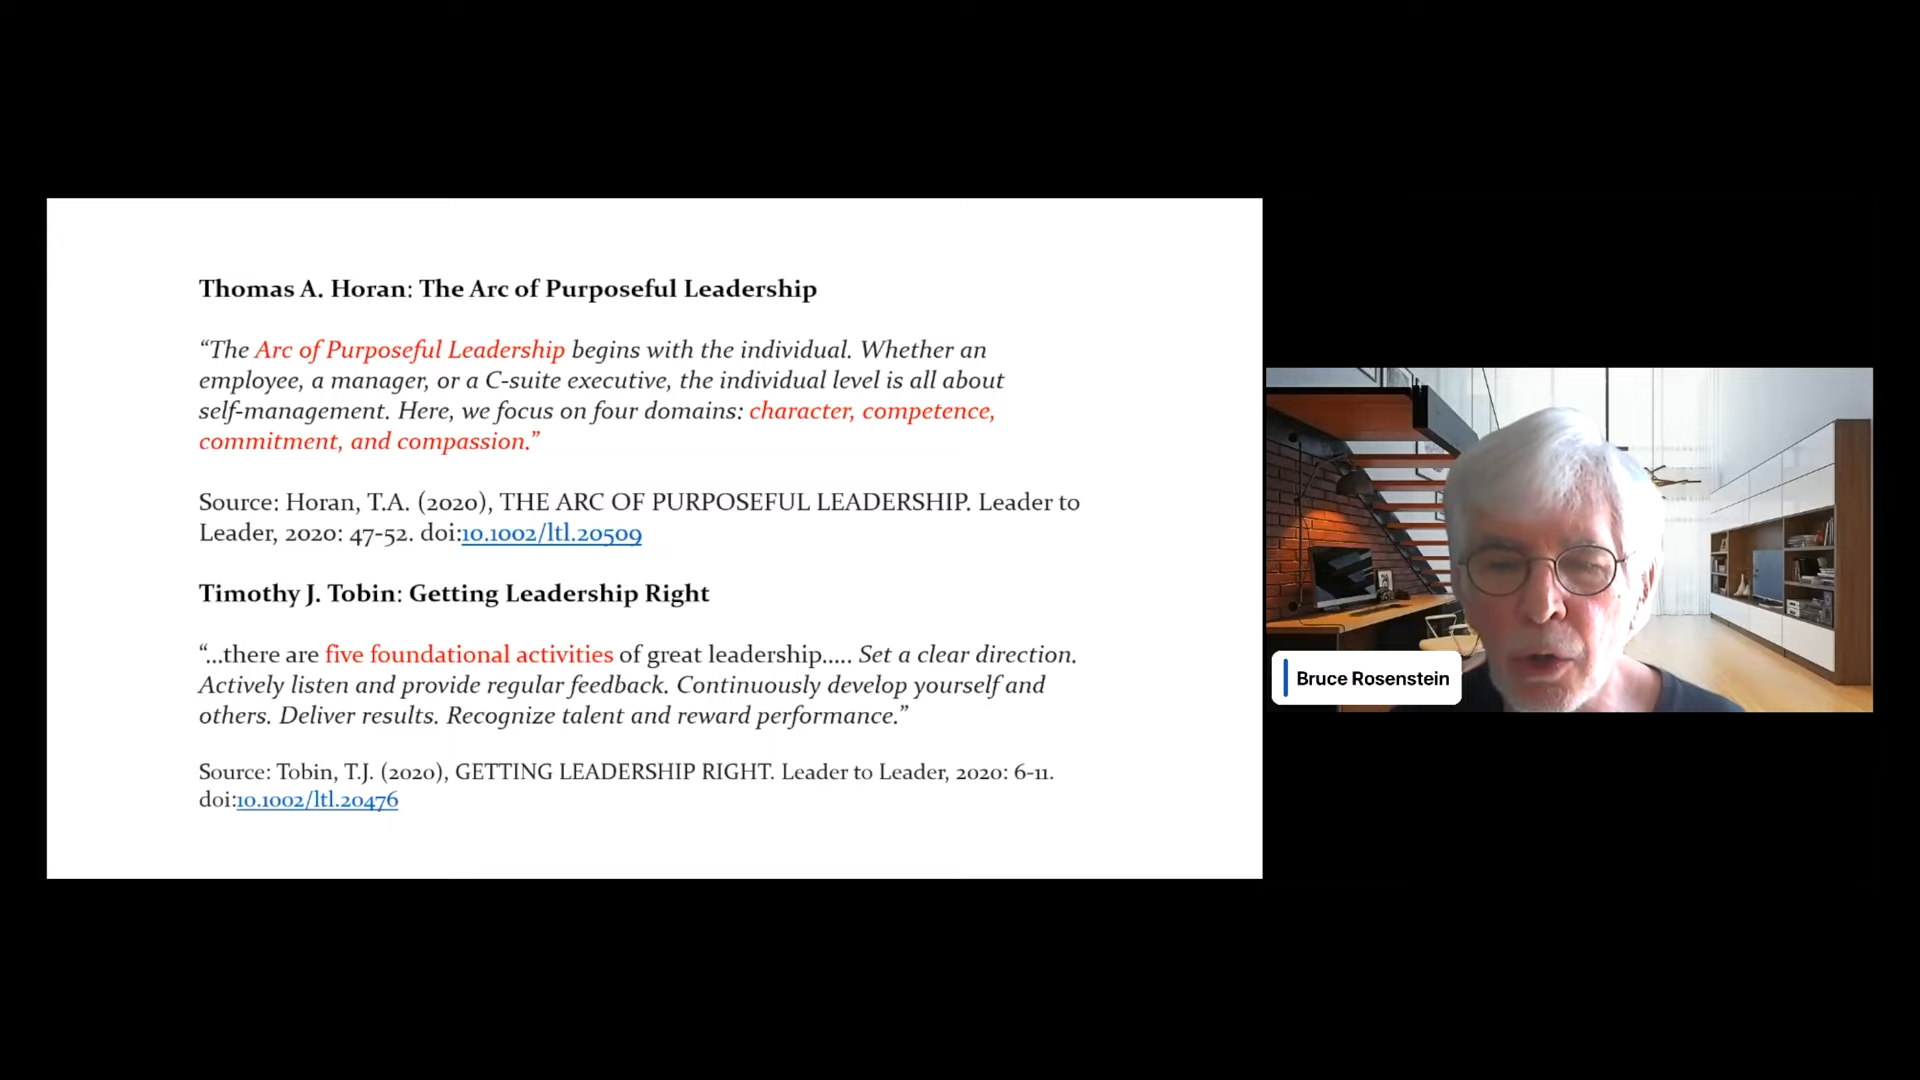 Thomas A. Horan: The Arc of Purposeful Leadership
“The Arc of Purposeful Leadership begins with the individual. Whether an
employee, a manager, or a C-suite executive, the individual level is all about
self-management. Here, we focus on four domains: character, competence,
commitment, and compassion.”
Source: Horan, T.A. (2020), THE ARC OF PURPOSEFUL LEADERSHIP. Leader to
Leader, 2020: 47-52. doi:10.1002/ltl.20509
Timothy J. Tobin: Getting Leadership Right
“...there are five foundational activities of great leadership..... Set a clear direction.
Actively listen and provide regular feedback. Continuously develop yourself and
others. Deliver results. Recognize talent and reward performance.”
Source: Tobin, T.J. (2020), GETTING LEADERSHIP RIGHT. Leader to Leader, 2020: 6-11.
doi:10.1002/ltl.20476
Bruce Rosenstein